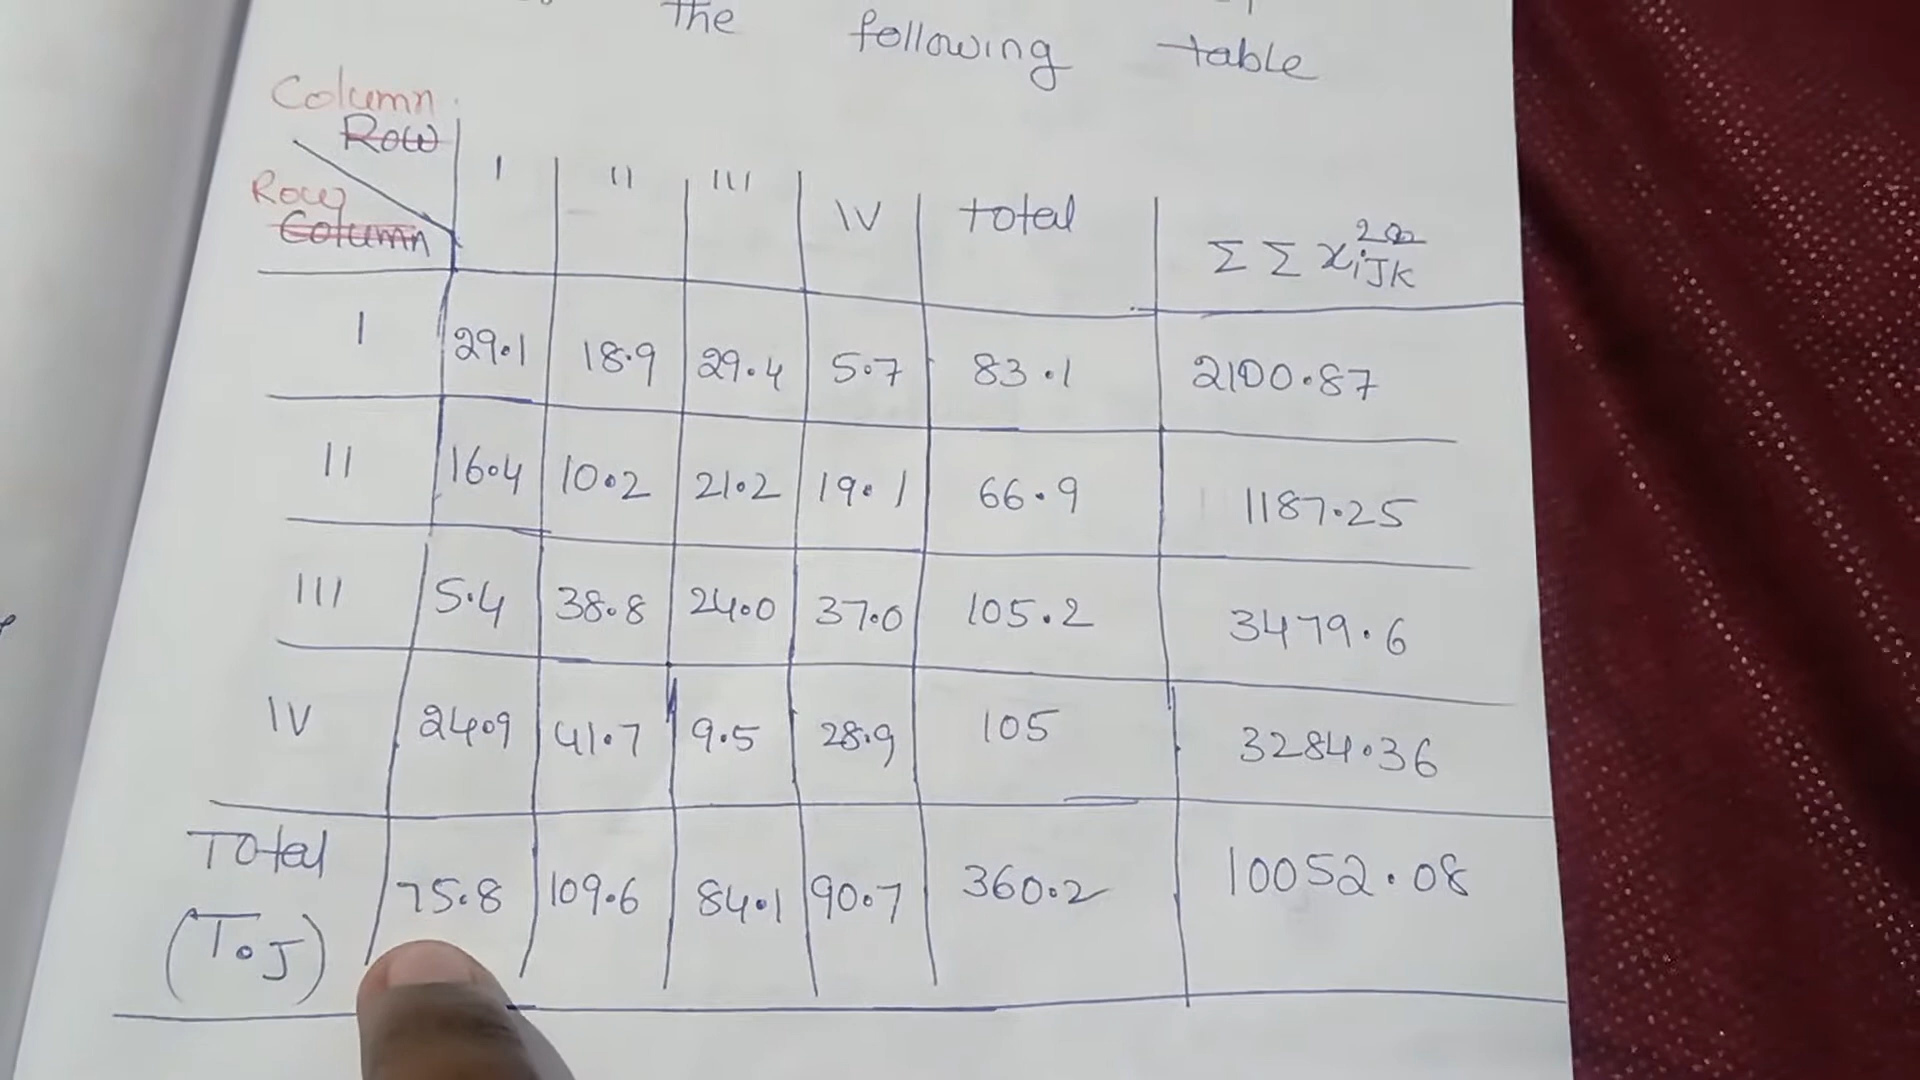 the following table
Column
Row
Row
Column
I II III IV total ΣΣx²ᵢJK
I 29.1 18.9 29.4 5.7 83.1 2100.87
II 16.4 10.2 21.2 19.1 66.9 1187.25
III 5.4 38.8 24.0 37.0 105.2 3479.6
IV 24.9 41.7 9.5 28.9 105 3284.36
Total 75.8 109.6 84.1 90.7 360.2 10052.08
(T.J)